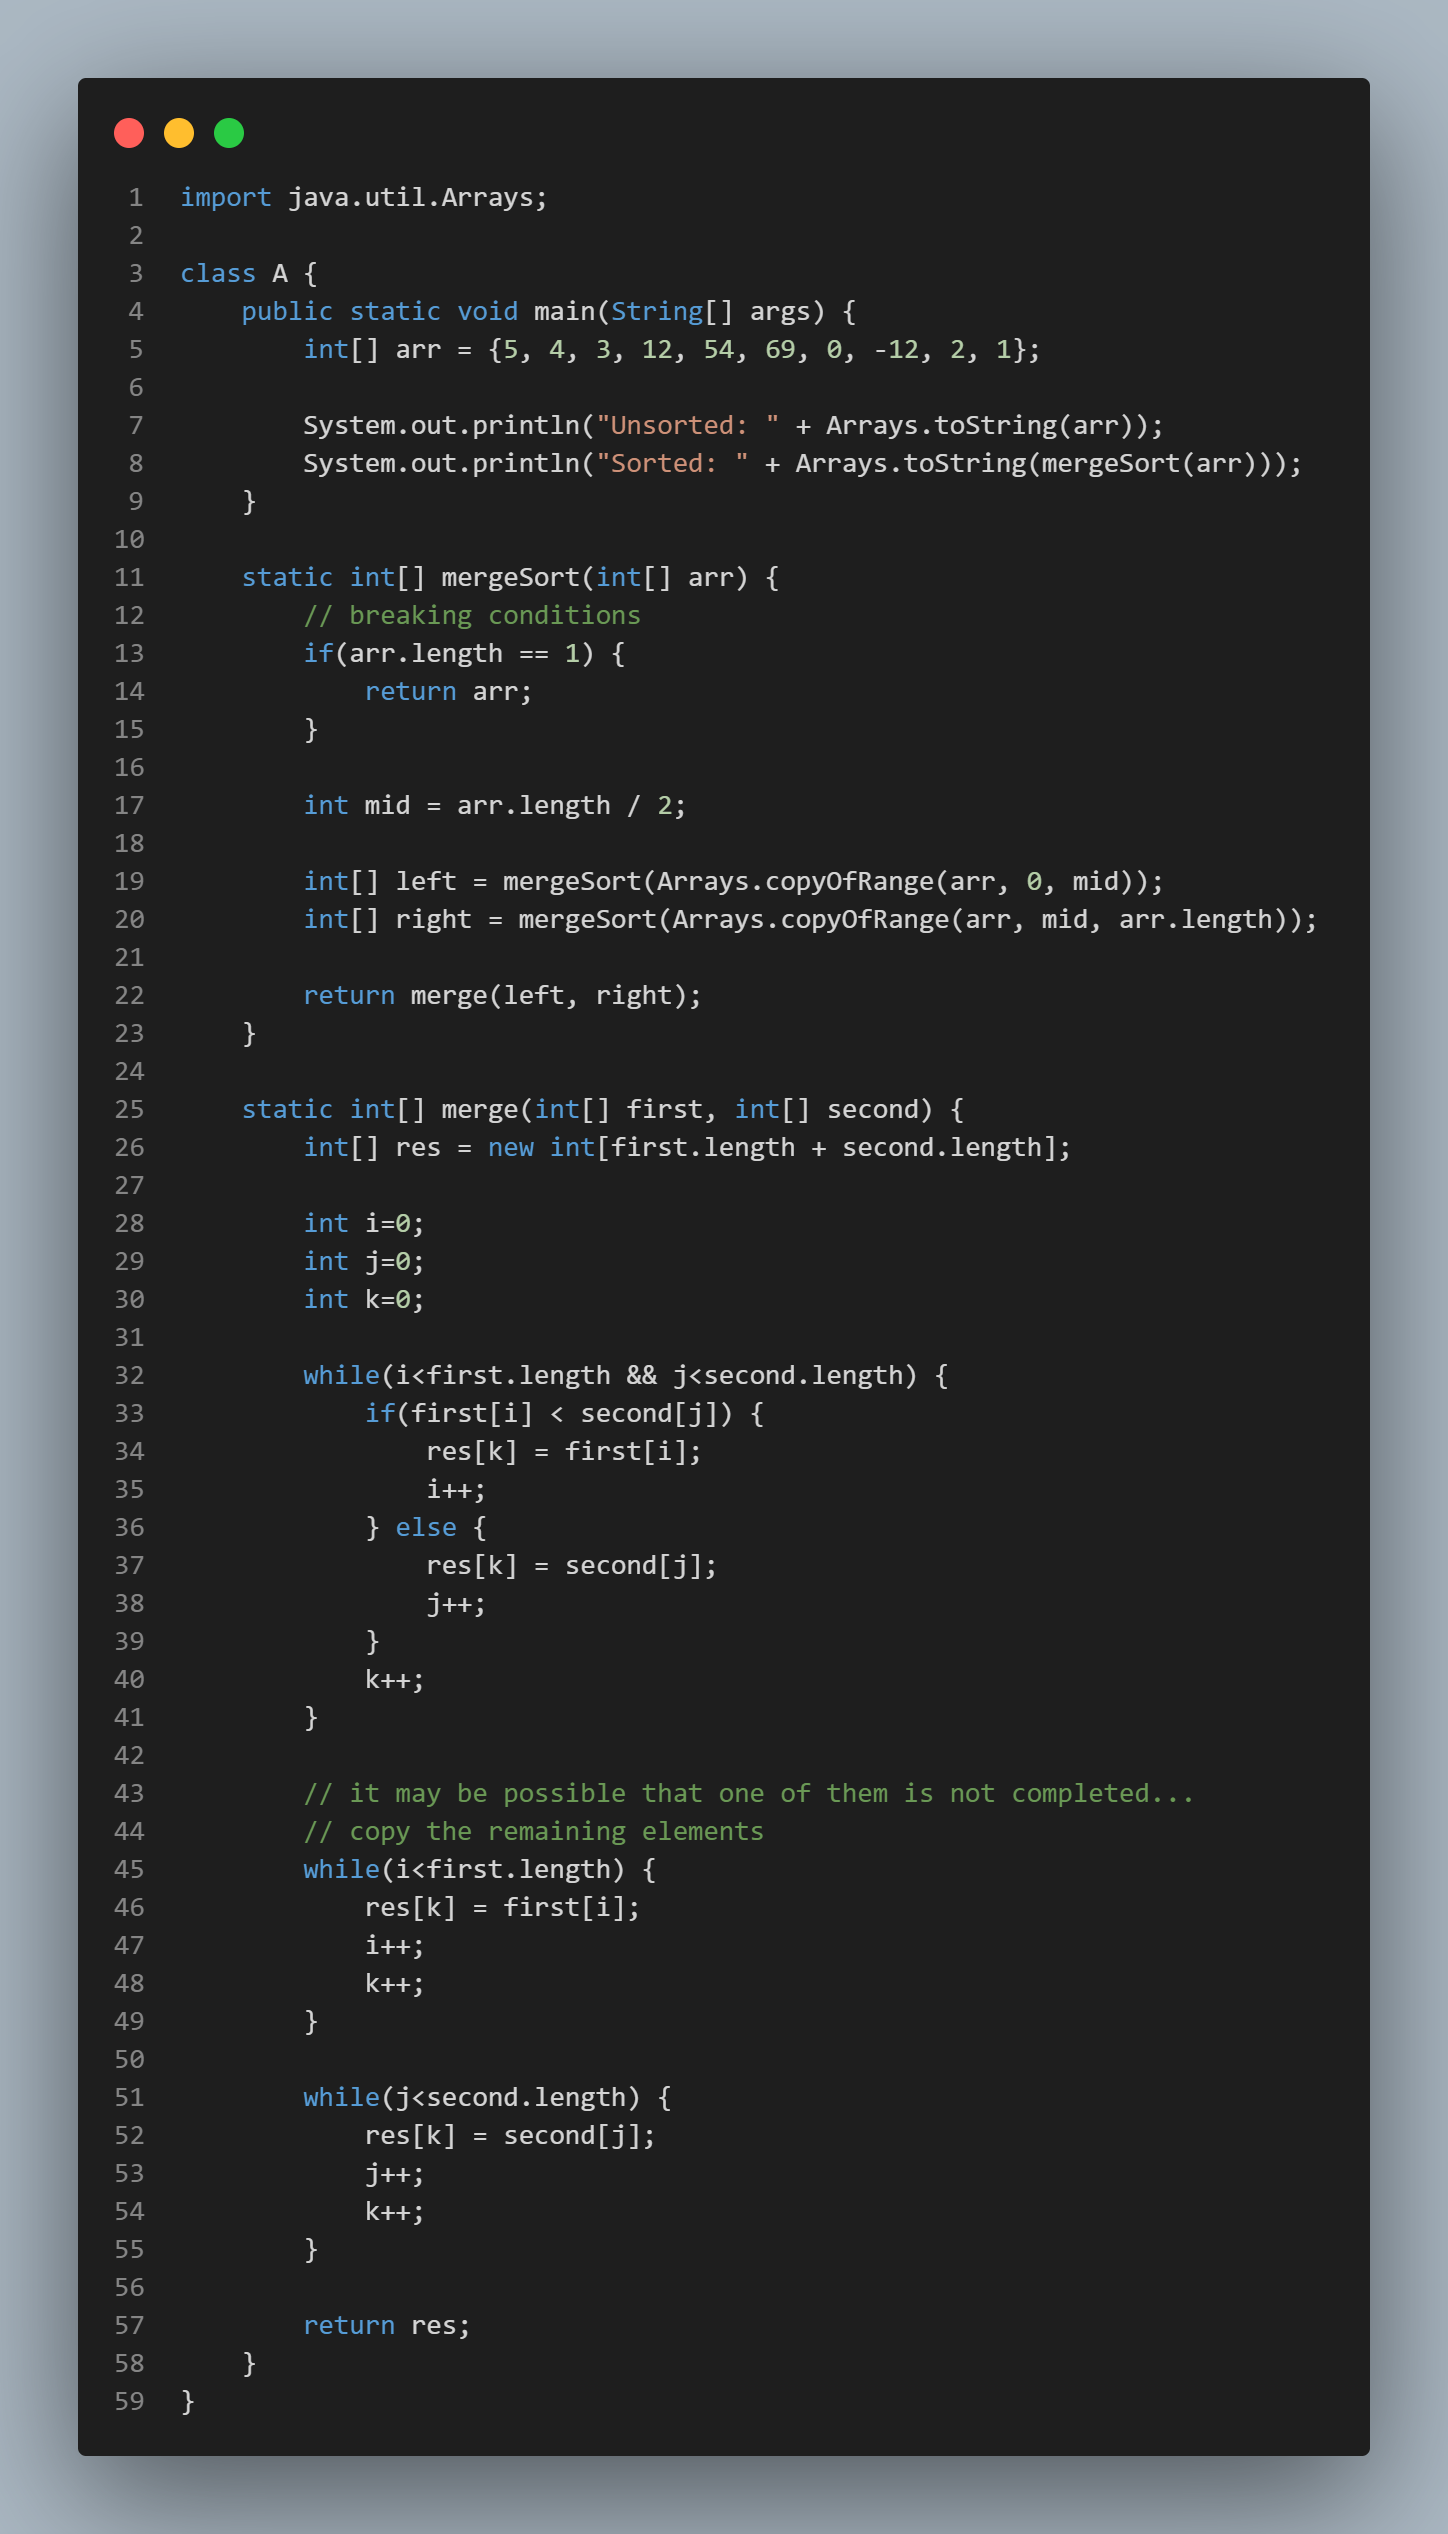 1 import java.util.Arrays;
2
3 class A {
4     public static void main(String[] args) {
5         int[] arr = {5, 4, 3, 12, 54, 69, 0, -12, 2, 1};
6
7         System.out.println("Unsorted: " + Arrays.toString(arr));
8         System.out.println("Sorted: " + Arrays.toString(mergeSort(arr)));
9     }
10
11     static int[] mergeSort(int[] arr) {
12         // breaking conditions
13         if(arr.length == 1) {
14             return arr;
15         }
16
17         int mid = arr.length / 2;
18
19         int[] left = mergeSort(Arrays.copyOfRange(arr, 0, mid));
20         int[] right = mergeSort(Arrays.copyOfRange(arr, mid, arr.length));
21
22         return merge(left, right);
23     }
24
25     static int[] merge(int[] first, int[] second) {
26         int[] res = new int[first.length + second.length];
27
28         int i=0;
29         int j=0;
30         int k=0;
31
32         while(i<first.length && j<second.length) {
33             if(first[i] < second[j]) {
34                 res[k] = first[i];
35                 i++;
36             } else {
37                 res[k] = second[j];
38                 j++;
39             }
40             k++;
41         }
42
43         // it may be possible that one of them is not completed...
44         // copy the remaining elements
45         while(i<first.length) {
46             res[k] = first[i];
47             i++;
48             k++;
49         }
50
51         while(j<second.length) {
52             res[k] = second[j];
53             j++;
54             k++;
55         }
56
57         return res;
58     }
59 }